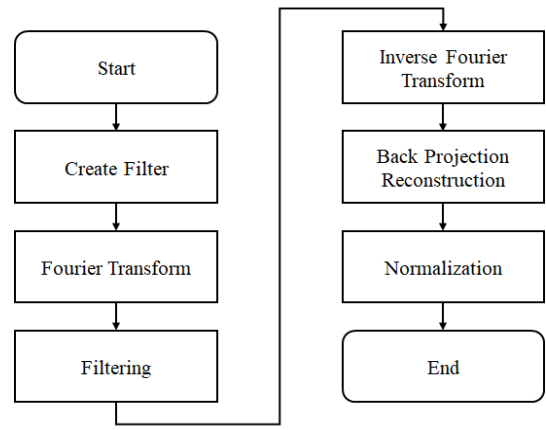 Start
Create Filter
Fourier Transform
Filtering
Inverse Fourier
Transform
Back Projection
Reconstruction
Normalization
End